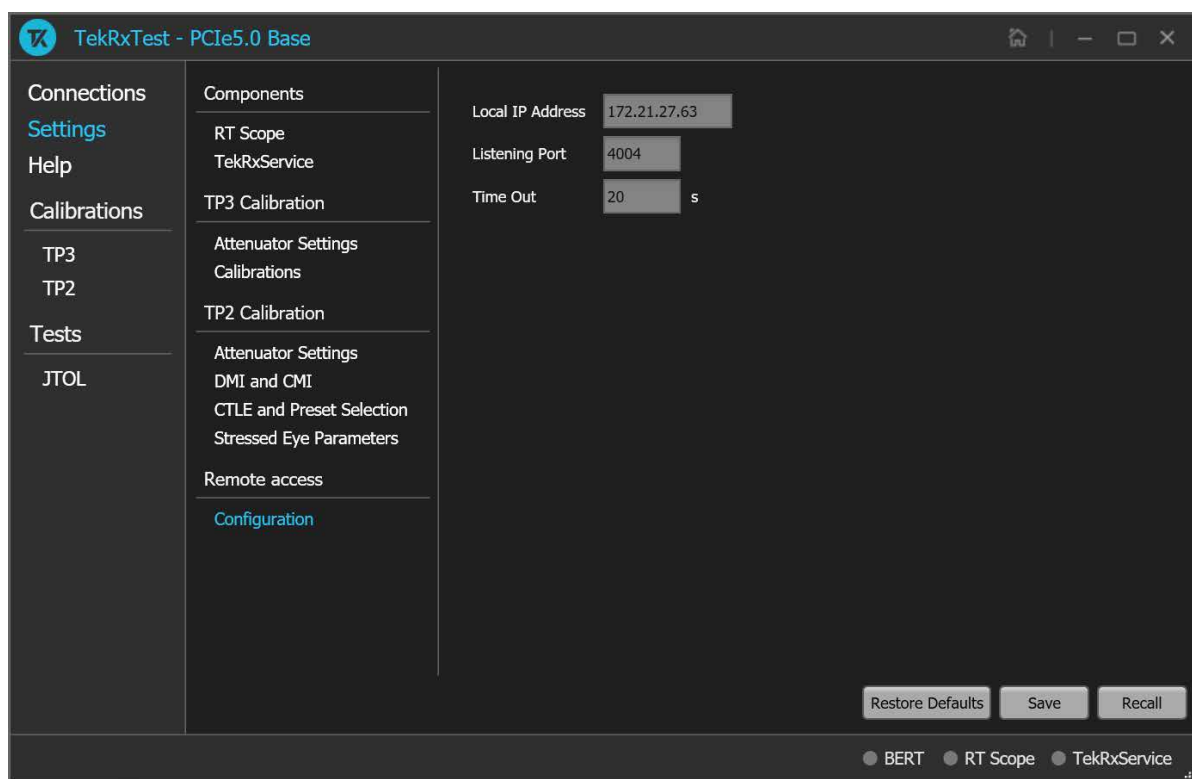 TekRxTest - PCIe5.0 Base
Connections
Settings
Help
Calibrations
TP3
TP2
Tests
JTOL
Components
RT Scope
TekRxService
TP3 Calibration
Attenuator Settings
Calibrations
TP2 Calibration
Attenuator Settings
DMI and CMI
CTLE and Preset Selection
Stressed Eye Parameters
Remote access
Configuration
Local IP Address 172.21.27.63
Listening Port 4004
Time Out 20 s
Restore Defaults Save Recall
BERT RT Scope TekRxService